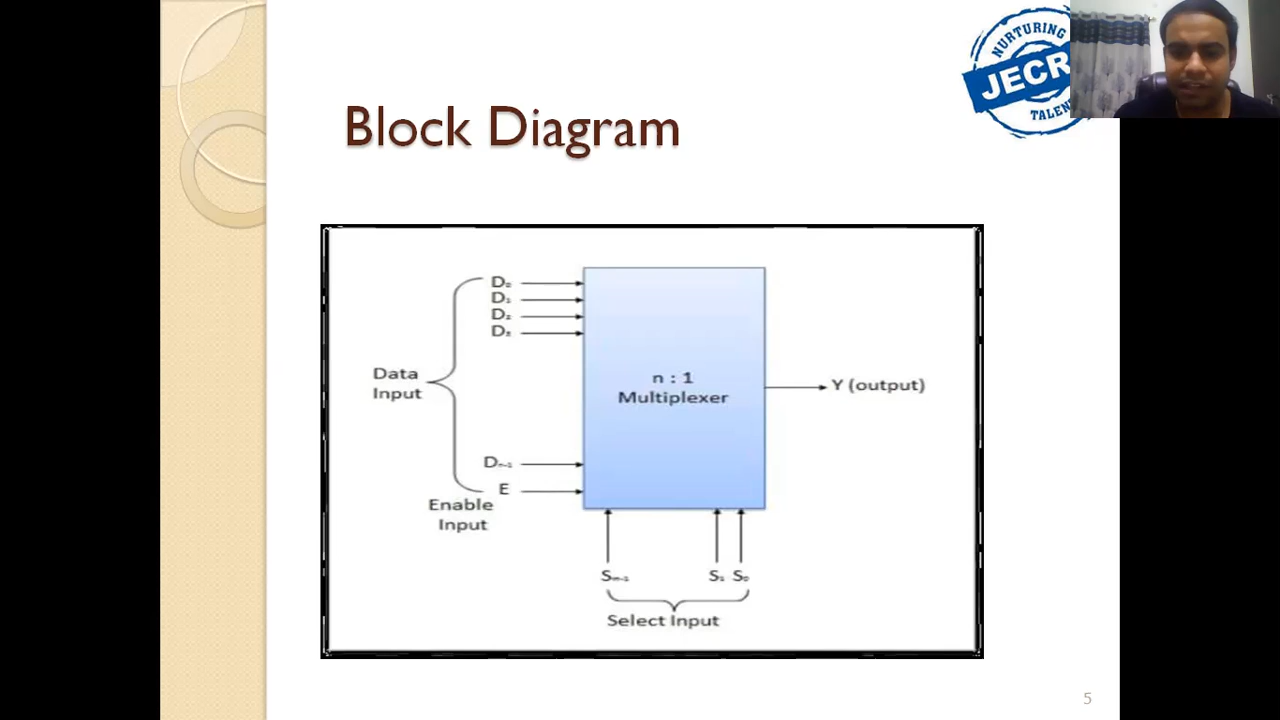 NURTURING
JECR
TALEN
Block Diagram
D₀
D₁
D₂
D₃
Data
Input
n : 1
Multiplexer
Y (output)
Dₙ₋₁
E
Enable
Input
Sₘ₋₁
S₁ S₀
Select Input
5